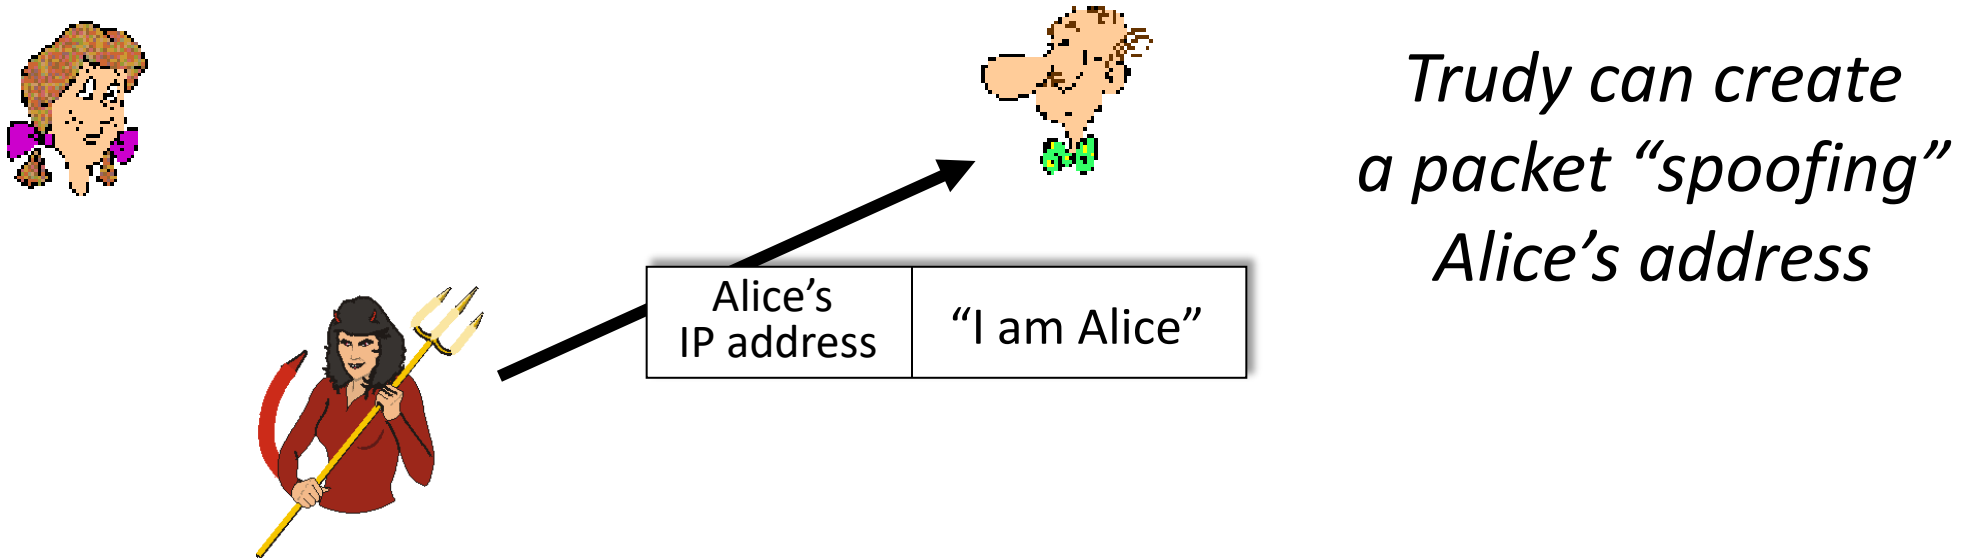 Trudy can create
a packet “spoofing”
Alice’s address
Alice’s
IP address
“I am Alice”